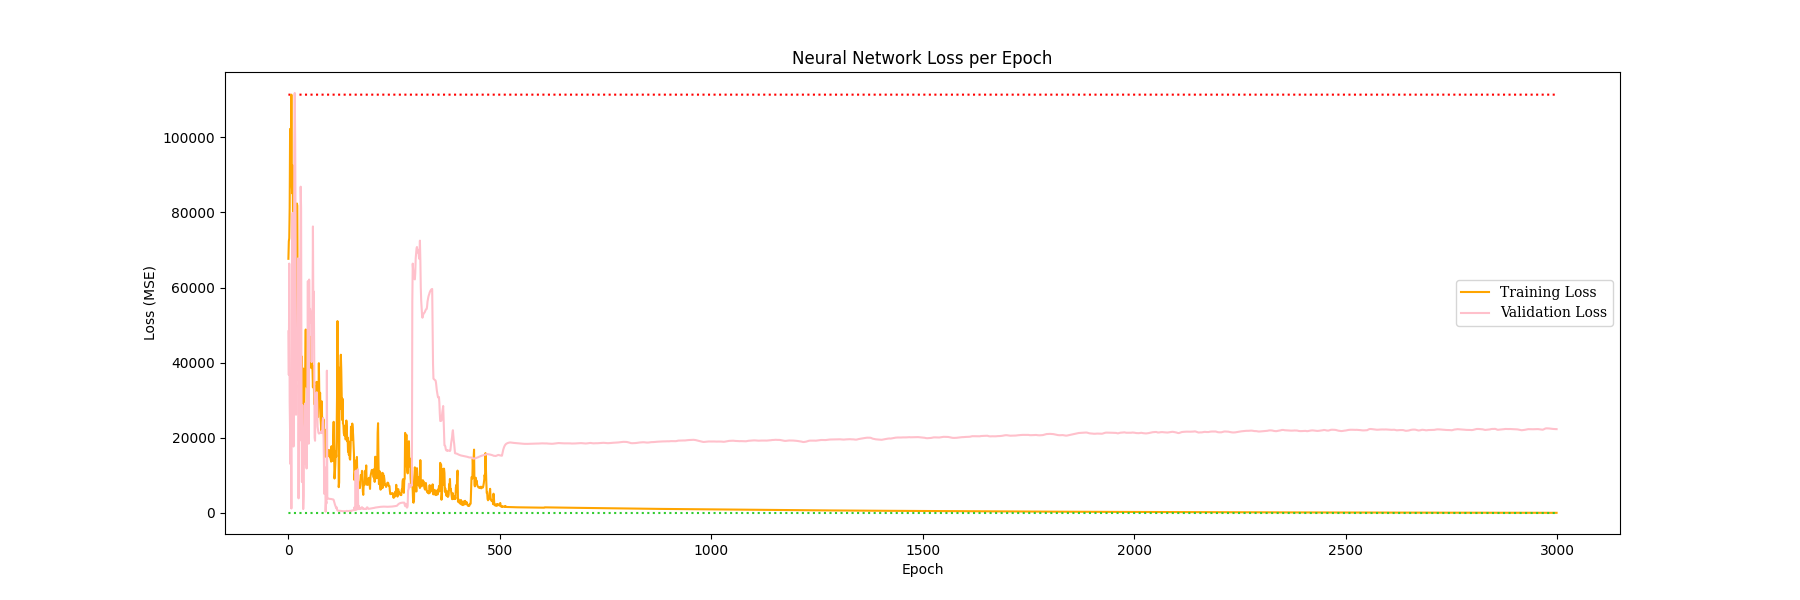 Neural Network Loss per Epoch
Loss (MSE)
100000
80000
60000
40000
20000
0
Training Loss
Validation Loss
0 500 1000 1500 2000 2500 3000
Epoch